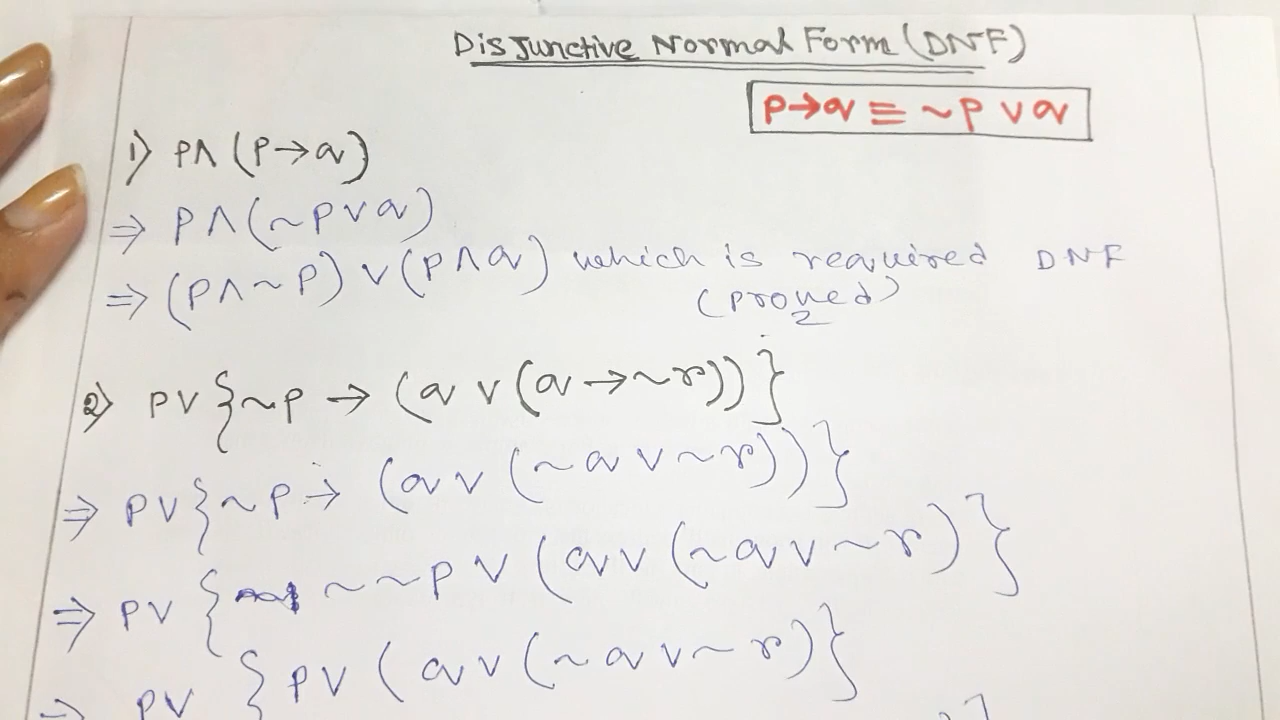 Disjunctive Normal Form (DNF)
P→q ≡ ~P ∨ q
1) P∧(P→q)
⇒ P∧(~P∨q)
⇒ (P∧~P)∨(P∧q) which is required DNF
(proved)
2) P∨{~P → (q ∨ (q→~r))}
⇒ P∨{~P → (q∨(~q∨~r))}
⇒ P∨{ ~~P∨(q∨(~q∨~r)}
⇒ P∨ {P∨(q∨(~q∨~r)}